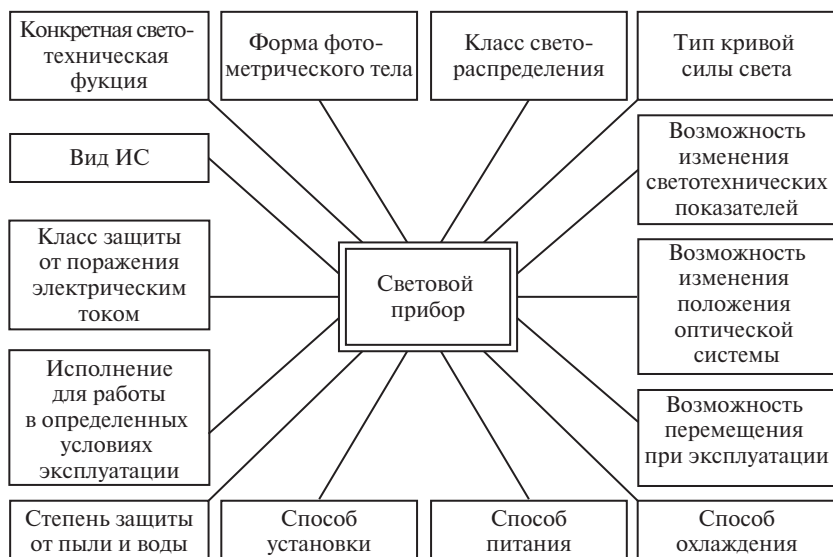 Конкретная свето-
техническая
фукция
Форма фото-
метрического тела
Класс свето-
распределения
Тип кривой
силы света
Вид ИС
Возможность
изменения
светотехнических
показателей
Класс защиты
от поражения
электрическим
током
Световой
прибор
Возможность
изменения
положения
оптической
системы
Исполнение
для работы
в определенных
условиях
эксплуатации
Возможность
перемещения
при эксплуатации
Степень защиты
от пыли и воды
Способ
установки
Способ
питания
Способ
охлаждения